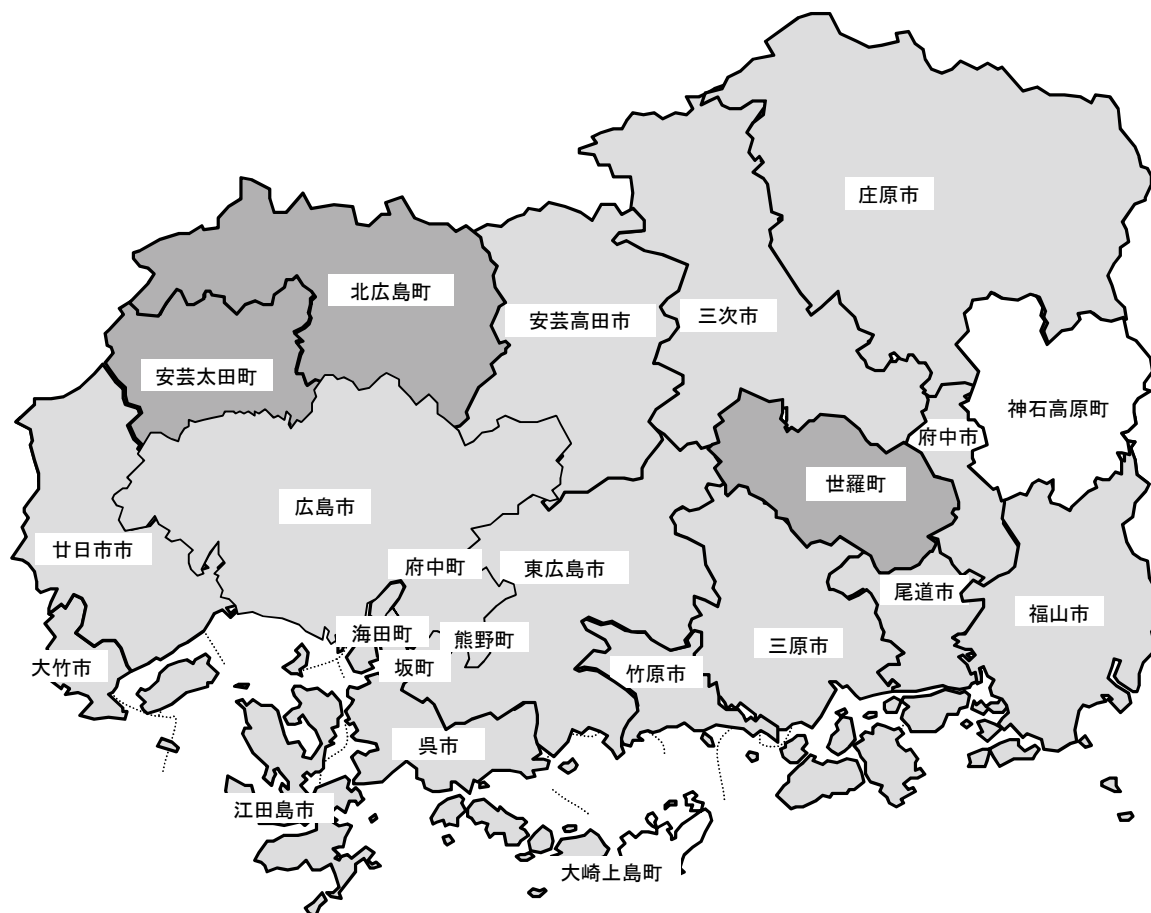 庄原市
北広島町
安芸高田市
三次市
安芸太田町
神石高原町
府中市
世羅町
広島市
廿日市市
府中町
東広島市
尾道市
福山市
海田町
熊野町
三原市
大竹市
坂町
竹原市
呉市
江田島市
大崎上島町